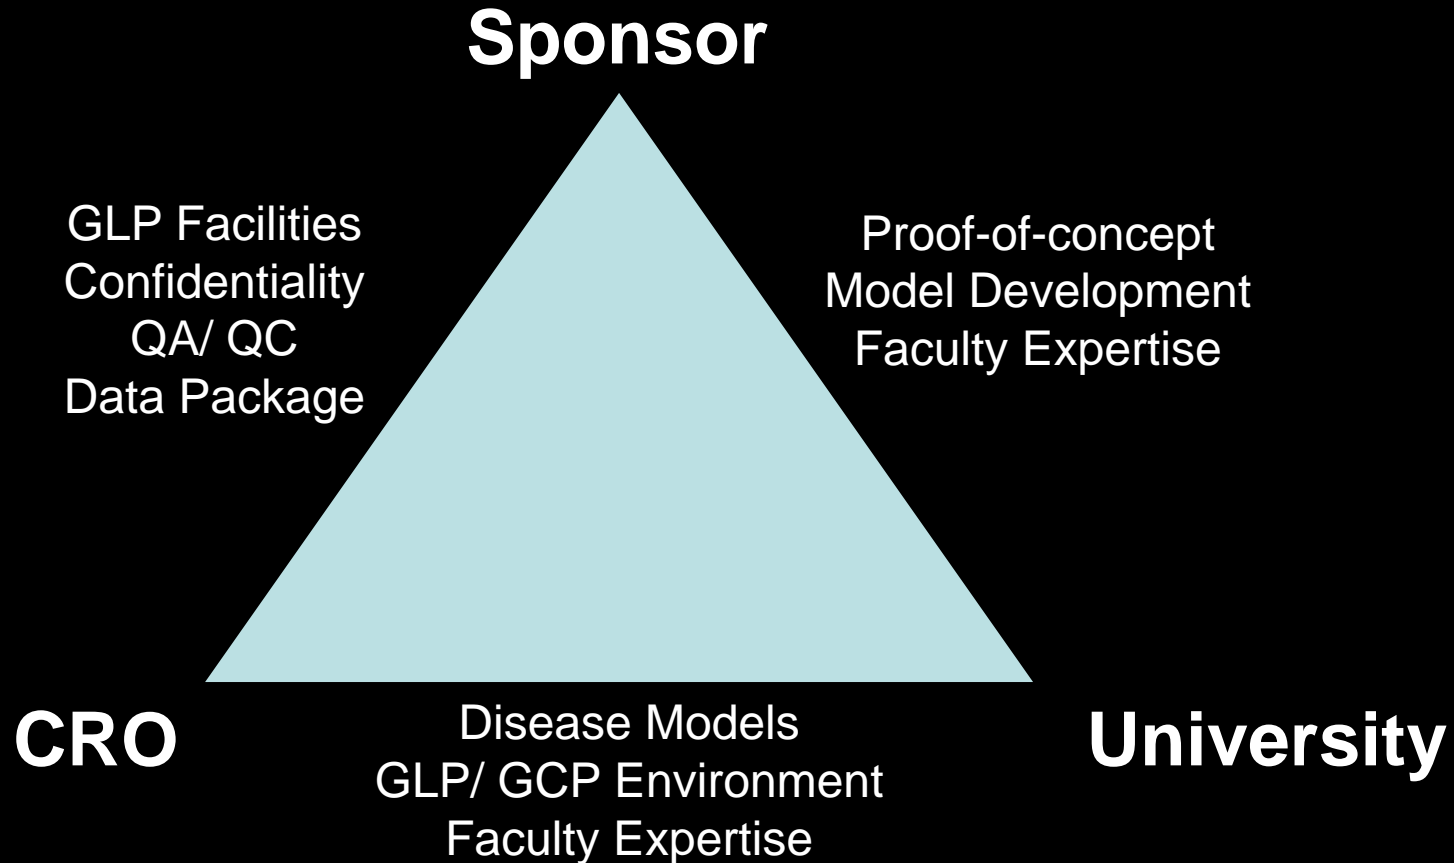 Sponsor
GLP Facilities
Confidentiality
QA/ QC
Data Package
Proof-of-concept
Model Development
Faculty Expertise
CRO
Disease Models
GLP/ GCP Environment
Faculty Expertise
University